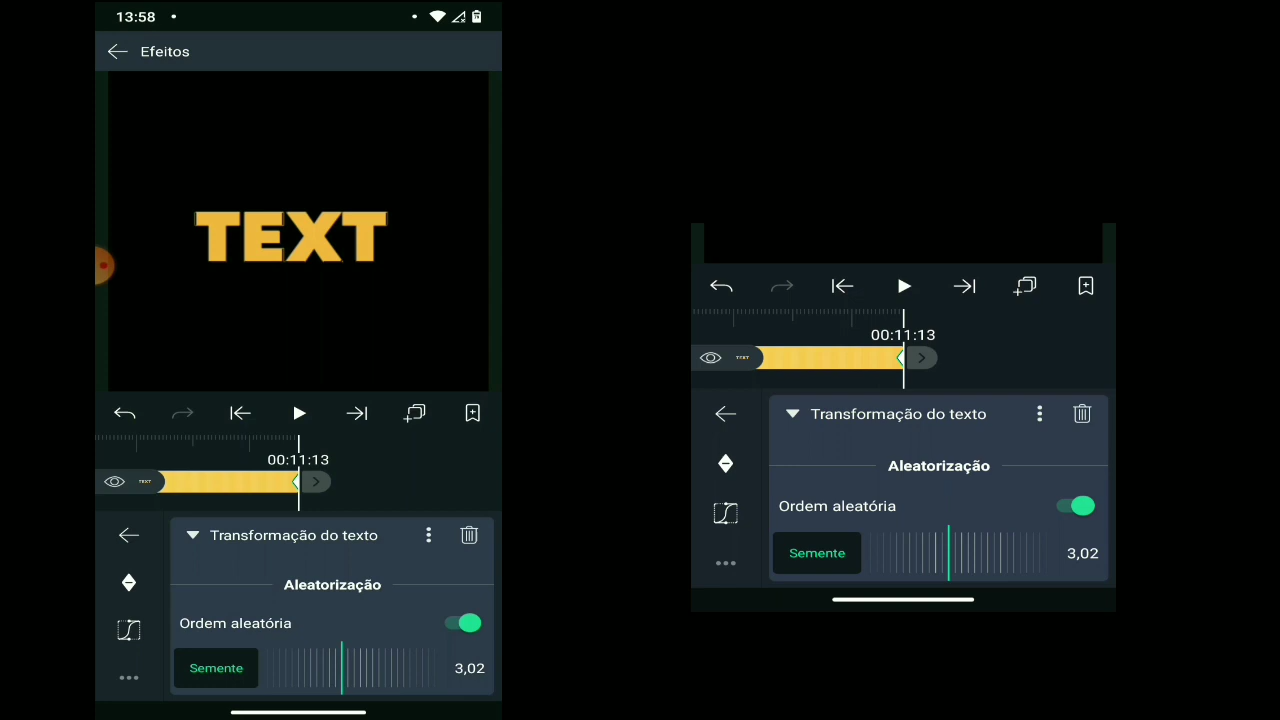 13:58
Efeitos
TEXT
00:11:13
TEXT
Transformação do texto
Aleatorização
Ordem aleatória
Semente
3,02
00:11:13
TEXT
Transformação do texto
Aleatorização
Ordem aleatória
Semente
3,02